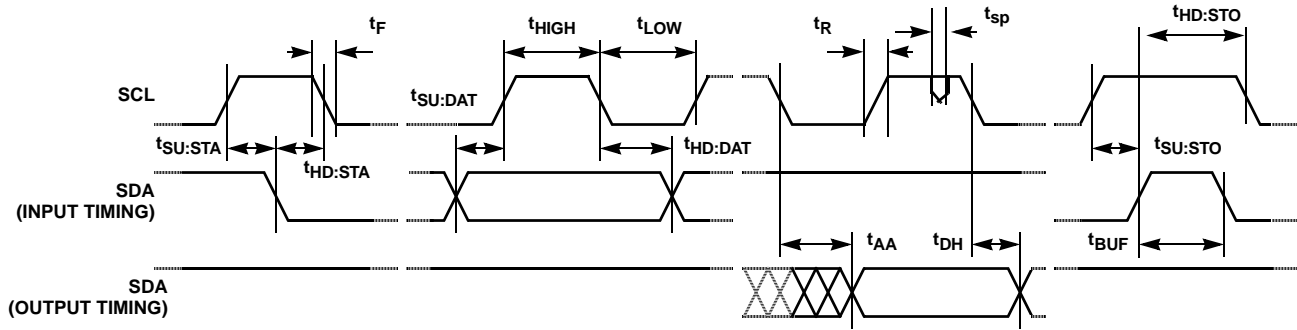 tF
tHIGH
tLOW
tR
tsp
tHD:STO
SCL
tSU:DAT
tSU:STA
tHD:STA
tHD:DAT
tSU:STO
SDA
(INPUT TIMING)
tAA
tDH
tBUF
SDA
(OUTPUT TIMING)